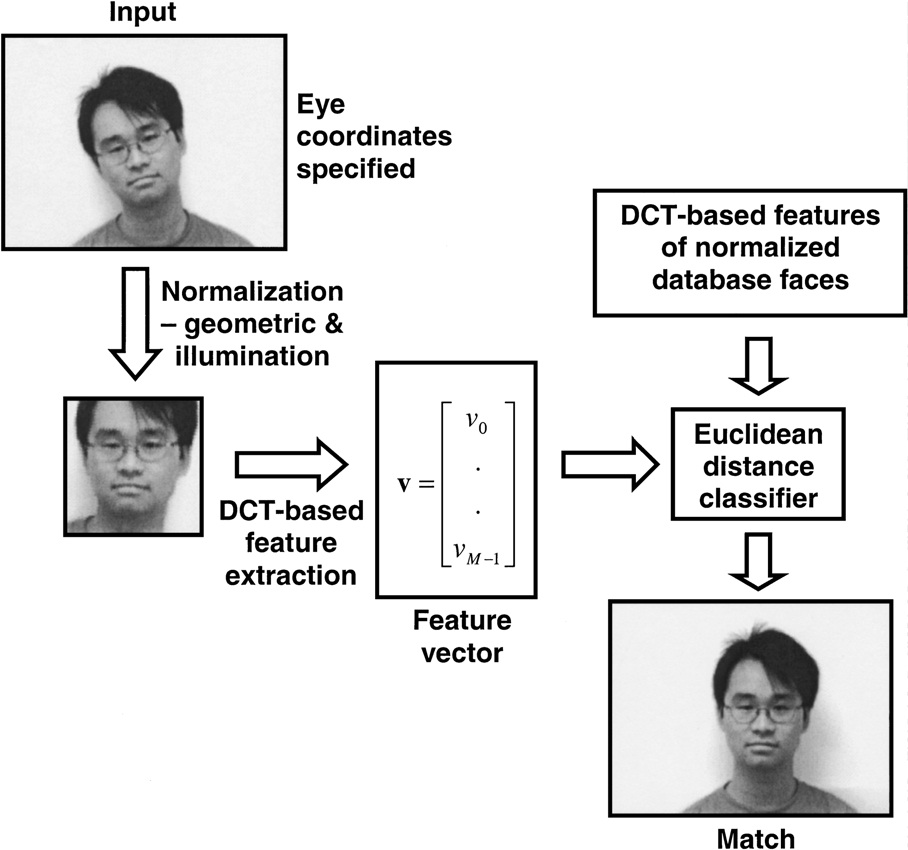 Input
Eye
coordinates
specified
Normalization
– geometric &
illumination
DCT-based
feature
extraction
v = [ v0 . . vM–1 ]
Feature
vector
DCT-based features
of normalized
database faces
Euclidean
distance
classifier
Match